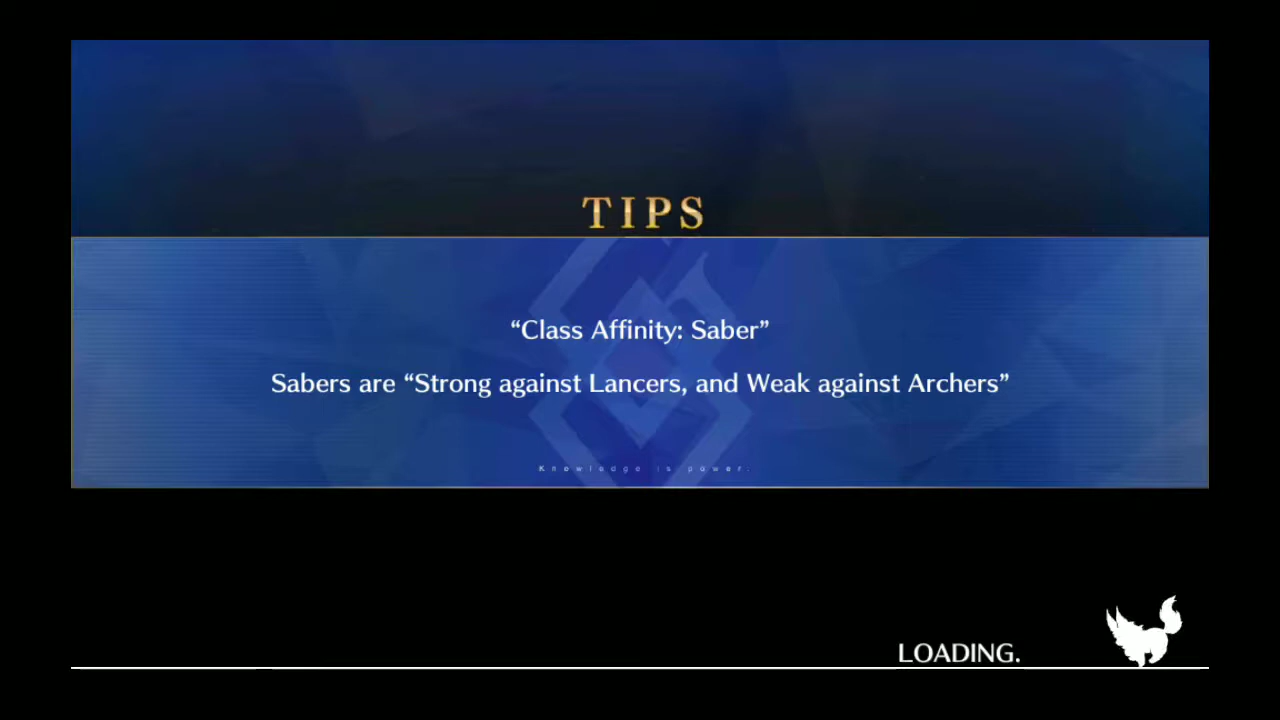 TIPS
“Class Affinity: Saber”
Sabers are “Strong against Lancers, and Weak against Archers”
Knowledge is power.
LOADING.